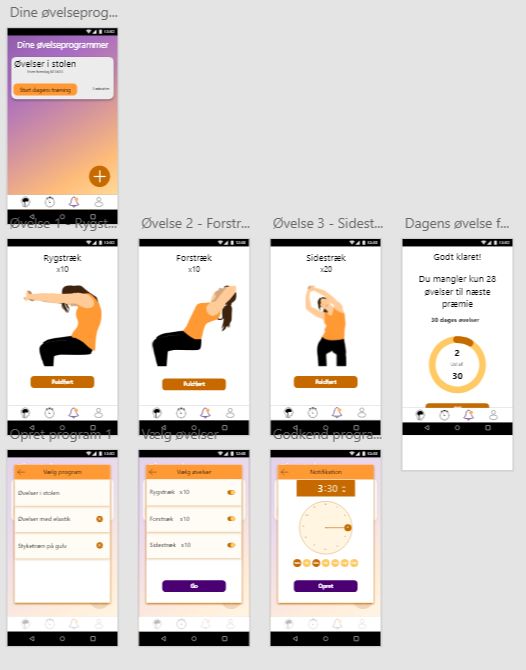 Dine øvelseprog...
Dine øvelseprogrammer
Øvelser i stolen
Start dagens træning
Øvelse 1 - Rygst...
Øvelse 2 - Forstr...
Øvelse 3 - Sidest...
Dagens øvelse f...
Rygstræk
x10
Fuldført
Forstræk
x10
Fuldført
Sidestræk
x20
Fuldført
Godt klaret!
Du mangler kun 28
øvelser til næste
præmie
30 dages øvelser
2
ud af
30
Opret program 1
Vælg øvelser
Godkend progra...
Vælg program
Øvelser i stolen
Øvelser med elastik
Styketræn på gulv
Vælg øvelser
Rygstræk x10
Forstræk x10
Sidestræk x10
Go
Notifikation
3:30
Opret